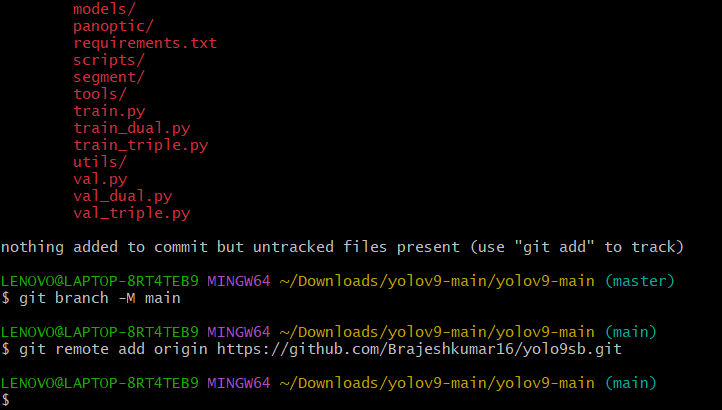 models/
panoptic/
requirements.txt
scripts/
segment/
tools/
train.py
train_dual.py
train_triple.py
utils/
val.py
val_dual.py
val_triple.py
nothing added to commit but untracked files present (use "git add" to track)
LENOVO@LAPTOP-8RT4TEB9 MINGW64 ~/Downloads/yolov9-main/yolov9-main (master)
$ git branch -M main
LENOVO@LAPTOP-8RT4TEB9 MINGW64 ~/Downloads/yolov9-main/yolov9-main (main)
$ git remote add origin https://github.com/Brajeshkumar16/yolo9sb.git
LENOVO@LAPTOP-8RT4TEB9 MINGW64 ~/Downloads/yolov9-main/yolov9-main (main)
$